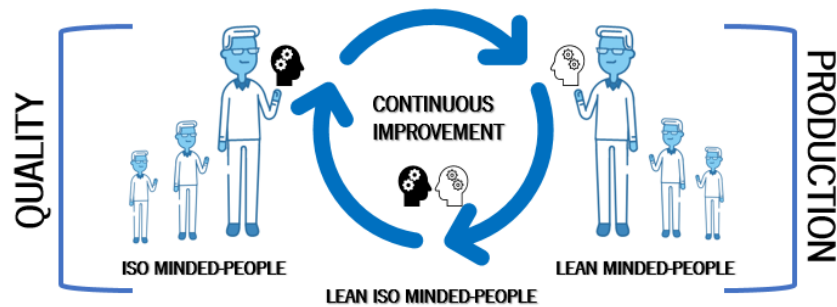 QUALITY
CONTINUOUS
IMPROVEMENT
PRODUCTION
ISO MINDED-PEOPLE
LEAN MINDED-PEOPLE
LEAN ISO MINDED-PEOPLE